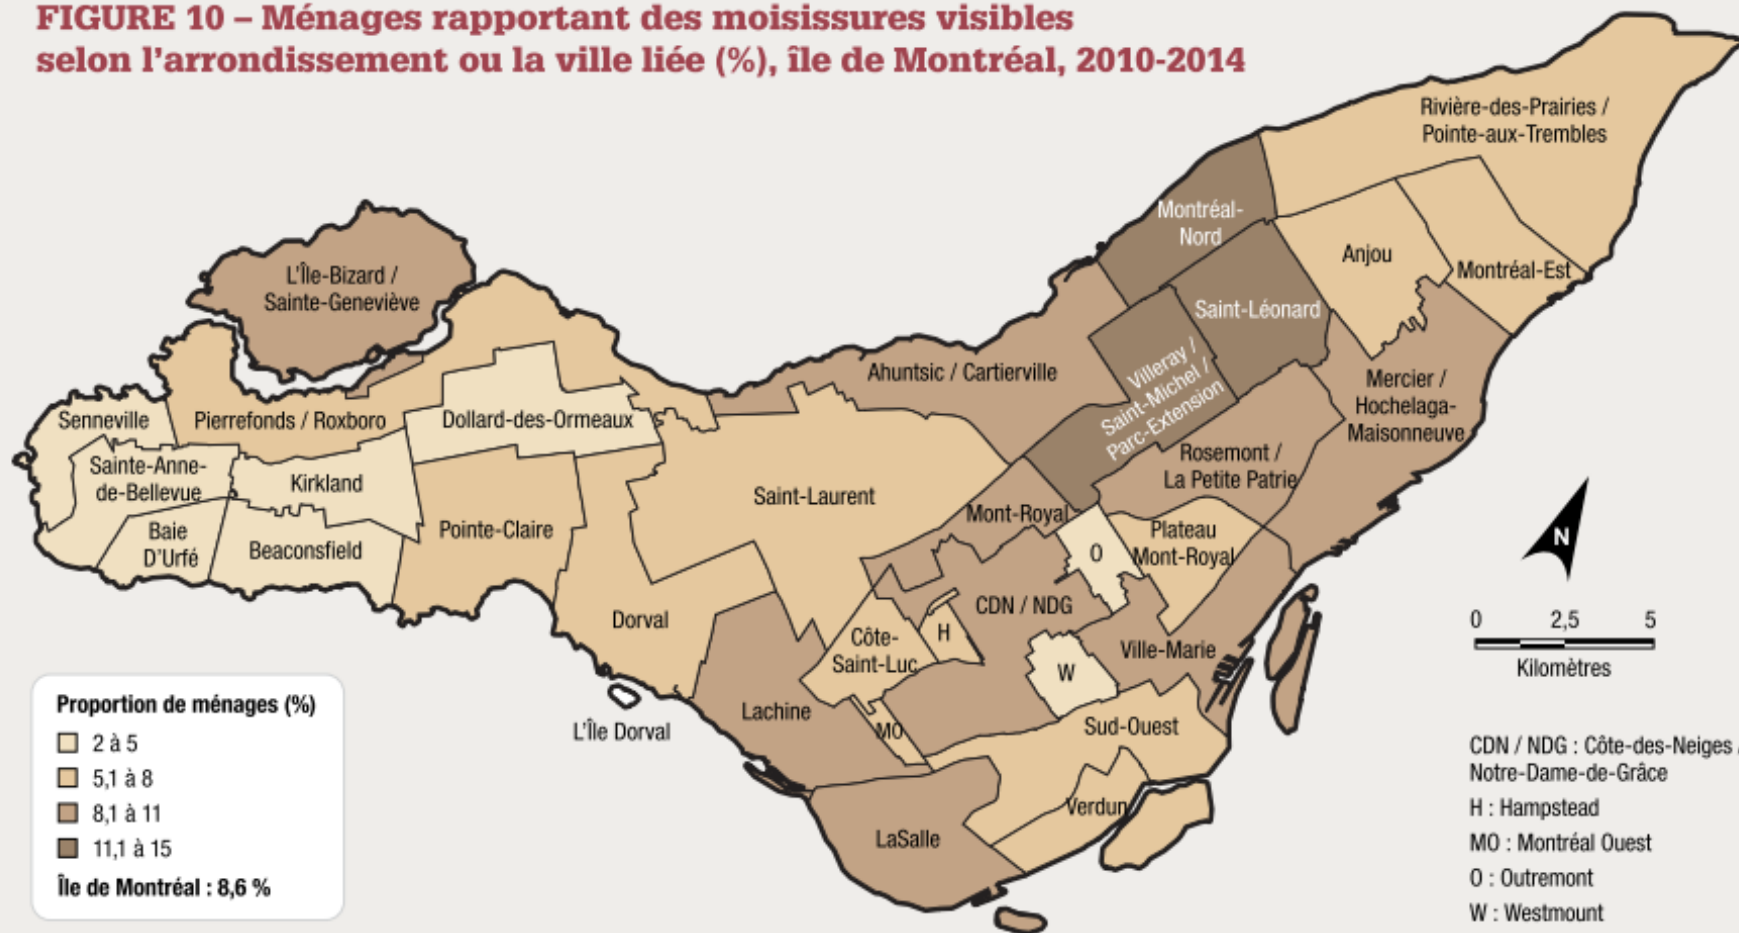 FIGURE 10 – Ménages rapportant des moisissures visibles
selon l'arrondissement ou la ville liée (%), île de Montréal, 2010-2014
Rivière-des-Prairies /
Pointe-aux-Trembles
Montréal-
Nord
Anjou
Montréal-Est
L'Île-Bizard /
Sainte-Geneviève
Saint-Léonard
Ahuntsic / Cartierville
Villeray /
Saint-Michel /
Parc-Extension
Mercier /
Hochelaga-
Maisonneuve
Senneville
Pierrefonds / Roxboro
Dollard-des-Ormeaux
Rosemont /
La Petite Patrie
Sainte-Anne-
de-Bellevue
Kirkland
Saint-Laurent
Mont-Royal
Baie
D'Urfé
Beaconsfield
Pointe-Claire
O
Plateau
Mont-Royal
Dorval
CDN / NDG
Côte-
Saint-Luc
H
Ville-Marie
W
Lachine
MO
Sud-Ouest
L'Île Dorval
Verdun
LaSalle
N
0 2,5 5
Kilomètres
Proportion de ménages (%)
2 à 5
5,1 à 8
8,1 à 11
11,1 à 15
Île de Montréal : 8,6 %
CDN / NDG : Côte-des-Neiges /
Notre-Dame-de-Grâce
H : Hampstead
MO : Montréal Ouest
O : Outremont
W : Westmount